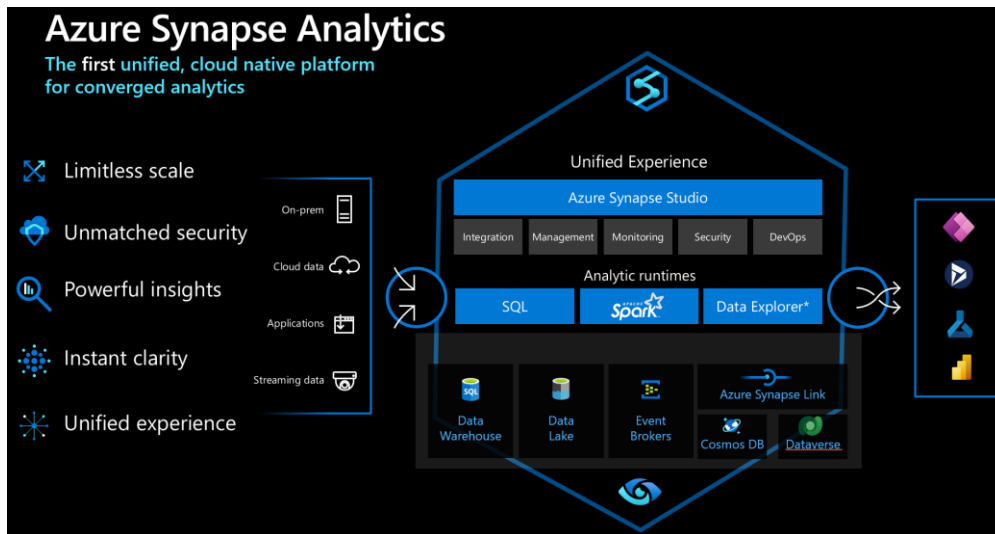 Azure Synapse Analytics
The first unified, cloud native platform
for converged analytics
Limitless scale
Unmatched security
Powerful insights
Instant clarity
Unified experience
On-prem
Cloud data
Applications
Streaming data
Unified Experience
Azure Synapse Studio
Integration
Management
Monitoring
Security
DevOps
Analytic runtimes
SQL
APACHE
Spark
Data Explorer*
SQL
Data
Warehouse
Data
Lake
Event
Brokers
Azure Synapse Link
Cosmos DB
Dataverse